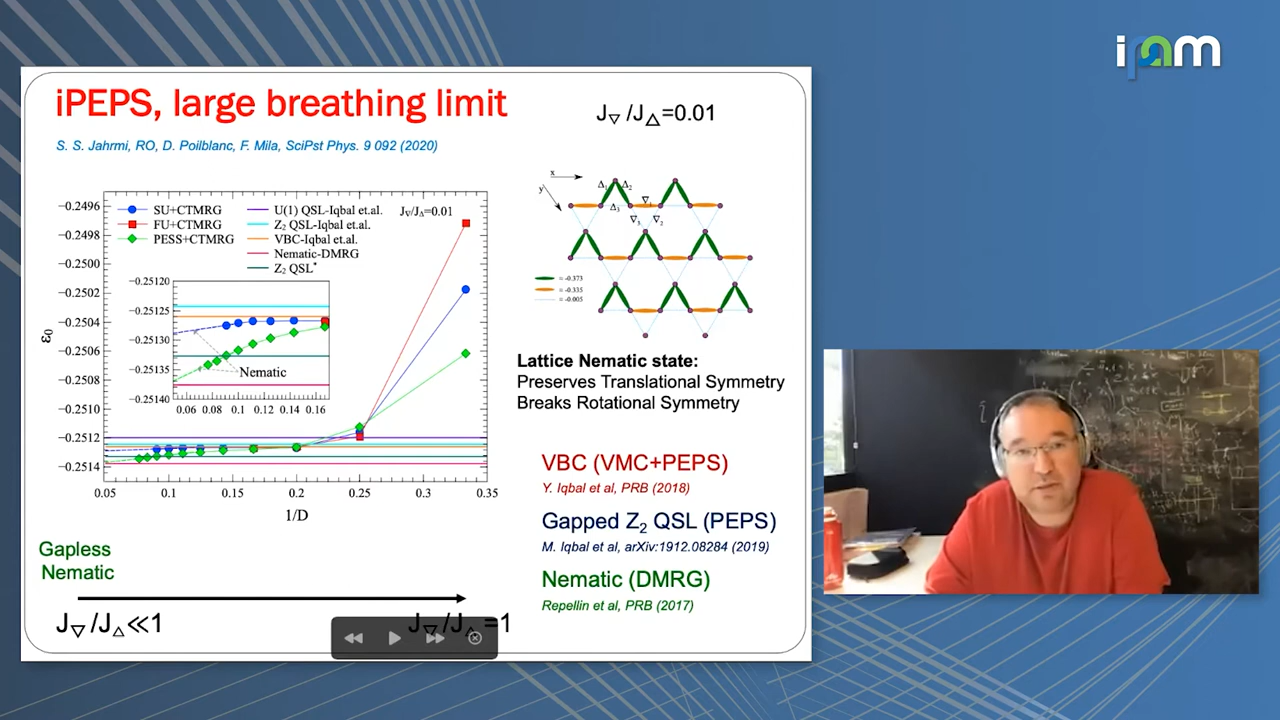 ipam
iPEPS, large breathing limit
J▽ /J△=0.01
S. S. Jahrmi, RO, D. Poilblanc, F. Mila, SciPst Phys. 9 092 (2020)
SU+CTMRG
FU+CTMRG
PESS+CTMRG
U(1) QSL-Iqbal et.al.
Z₂ QSL-Iqbal et.al.
VBC-Iqbal et.al.
Nematic-DMRG
Z₂ QSL*
J▽/J△=0.01
−0.2496
−0.2498
−0.2500
−0.2502
−0.2504
−0.2506
−0.2508
−0.2510
−0.2512
−0.2514
ε₀
−0.25120
−0.25125
−0.25130
−0.25135
−0.25140
Nematic
0.06 0.08 0.1 0.12 0.14 0.16
0.05 0.1 0.15 0.2 0.25 0.3 0.35
1/D
x
y
Δ₁ Δ₂
Δ₃ ▽₁
▽₃ ▽₂
= -0.373
= -0.335
= -0.005
Lattice Nematic state:
Preserves Translational Symmetry
Breaks Rotational Symmetry
VBC (VMC+PEPS)
Y. Iqbal et al, PRB (2018)
Gapped Z₂ QSL (PEPS)
M. Iqbal et al, arXiv:1912.08284 (2019)
Nematic (DMRG)
Repellin et al, PRB (2017)
Gapless
Nematic
J▽ /J△≪1
J▽ /J△=1